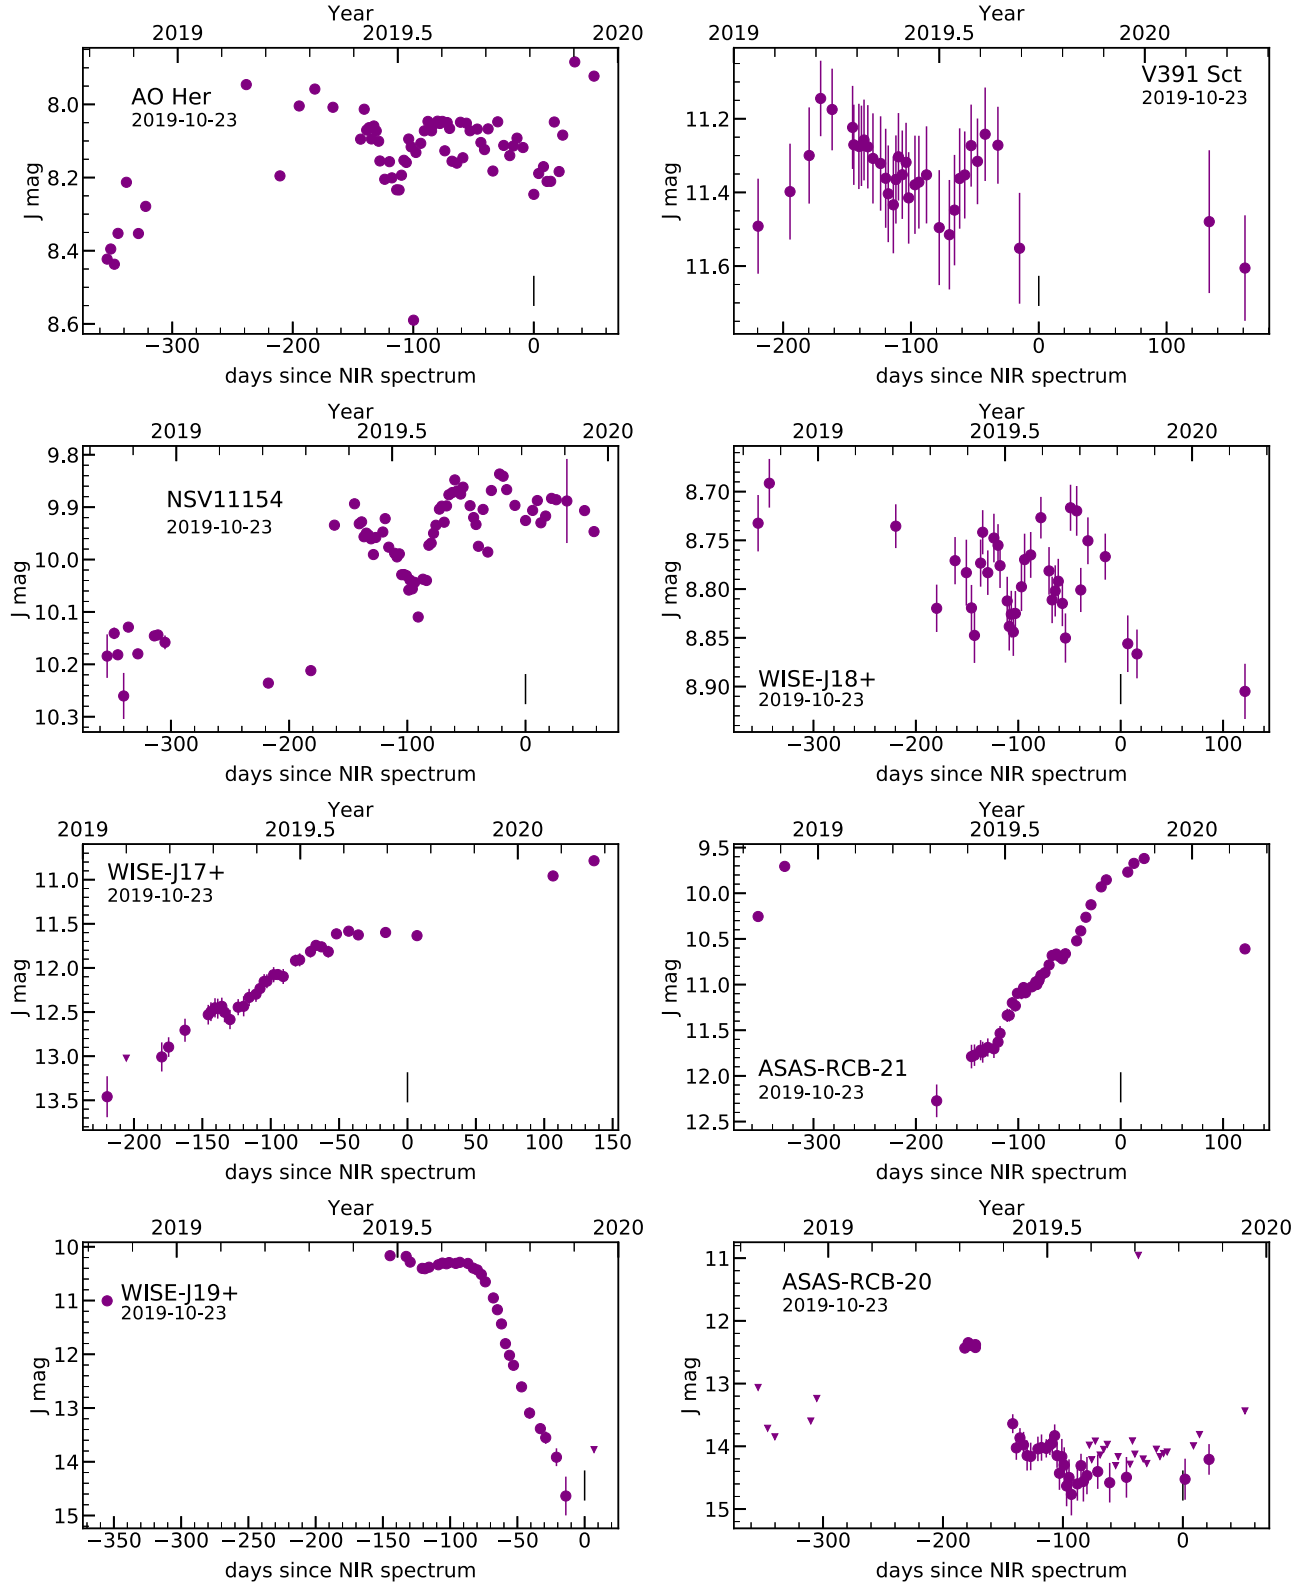 Year
2019 2019.5 2020
8.0
8.2
8.4
8.6
J mag
AO Her
2019-10-23
−300 −200 −100 0
days since NIR spectrum
Year
2019 2019.5 2020
11.2
11.4
11.6
J mag
V391 Sct
2019-10-23
−200 −100 0 100
days since NIR spectrum
Year
2019 2019.5 2020
9.8
9.9
10.0
10.1
10.2
10.3
J mag
NSV11154
2019-10-23
−300 −200 −100 0
days since NIR spectrum
Year
2019 2019.5 2020
8.70
8.75
8.80
8.85
8.90
J mag
WISE-J18+
2019-10-23
−300 −200 −100 0 100
days since NIR spectrum
Year
2019 2019.5 2020
11.0
11.5
12.0
12.5
13.0
13.5
J mag
WISE-J17+
2019-10-23
−200 −150 −100 −50 0 50 100 150
days since NIR spectrum
Year
2019 2019.5 2020
9.5
10.0
10.5
11.0
11.5
12.0
12.5
J mag
ASAS-RCB-21
2019-10-23
−300 −200 −100 0 100
days since NIR spectrum
Year
2019 2019.5 2020
10
11
12
13
14
15
J mag
WISE-J19+
2019-10-23
−350 −300 −250 −200 −150 −100 −50 0
days since NIR spectrum
Year
2019 2019.5 2020
11
12
13
14
15
J mag
ASAS-RCB-20
2019-10-23
−300 −200 −100 0
days since NIR spectrum